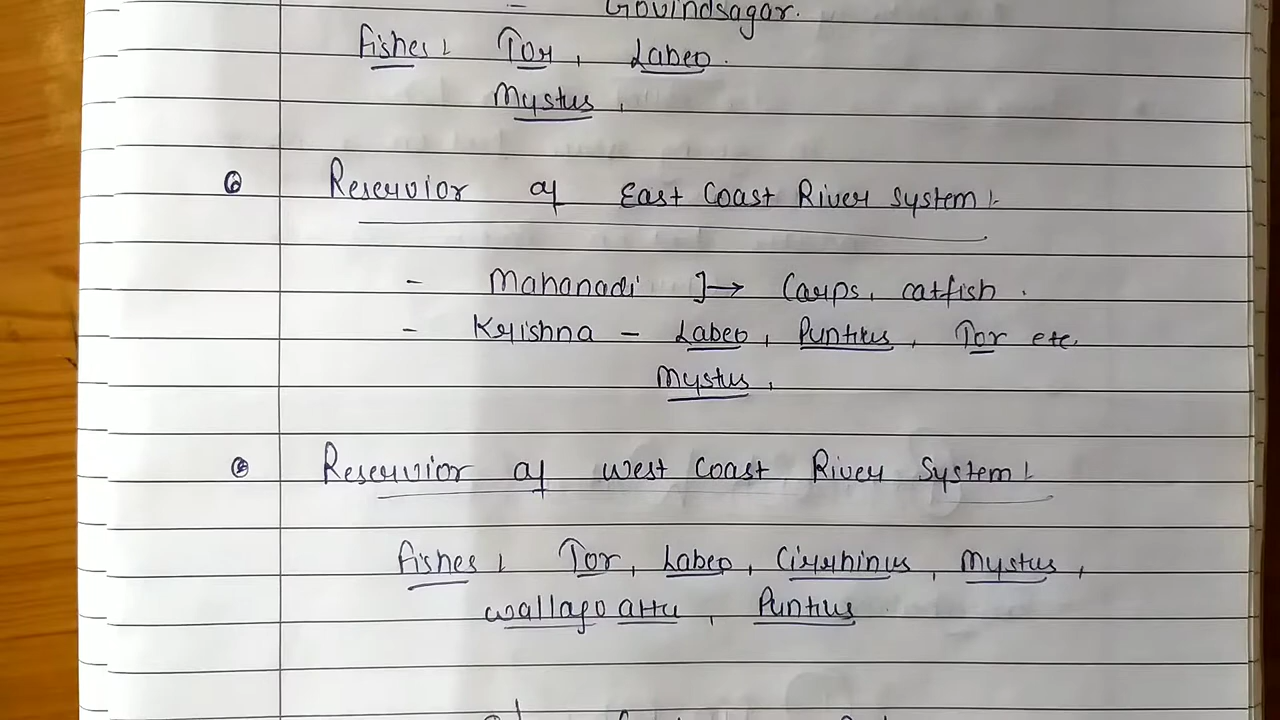 - Govindsagar.
Fishes: Tor, Labeo.
Mystus,
Reservior of East Coast River System:-
- Mahanadi ]→ Carps, catfish.
- Krishna - Labeo, Puntius, Tor etc.
Mystus,
Reservior of West Coast River System:
Fishes: Tor, Labeo, Cirrhinus, Mystus,
wallago attu, Puntius